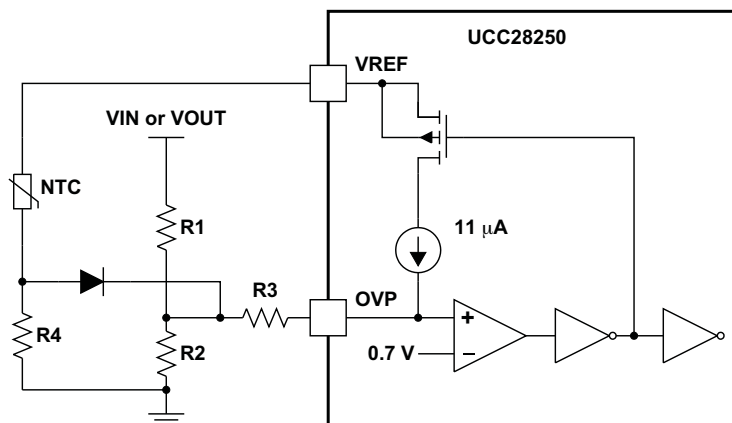 UCC28250
VREF
VIN or VOUT
NTC
R1
11 μA
R3
OVP
R4
R2
0.7 V
+
−